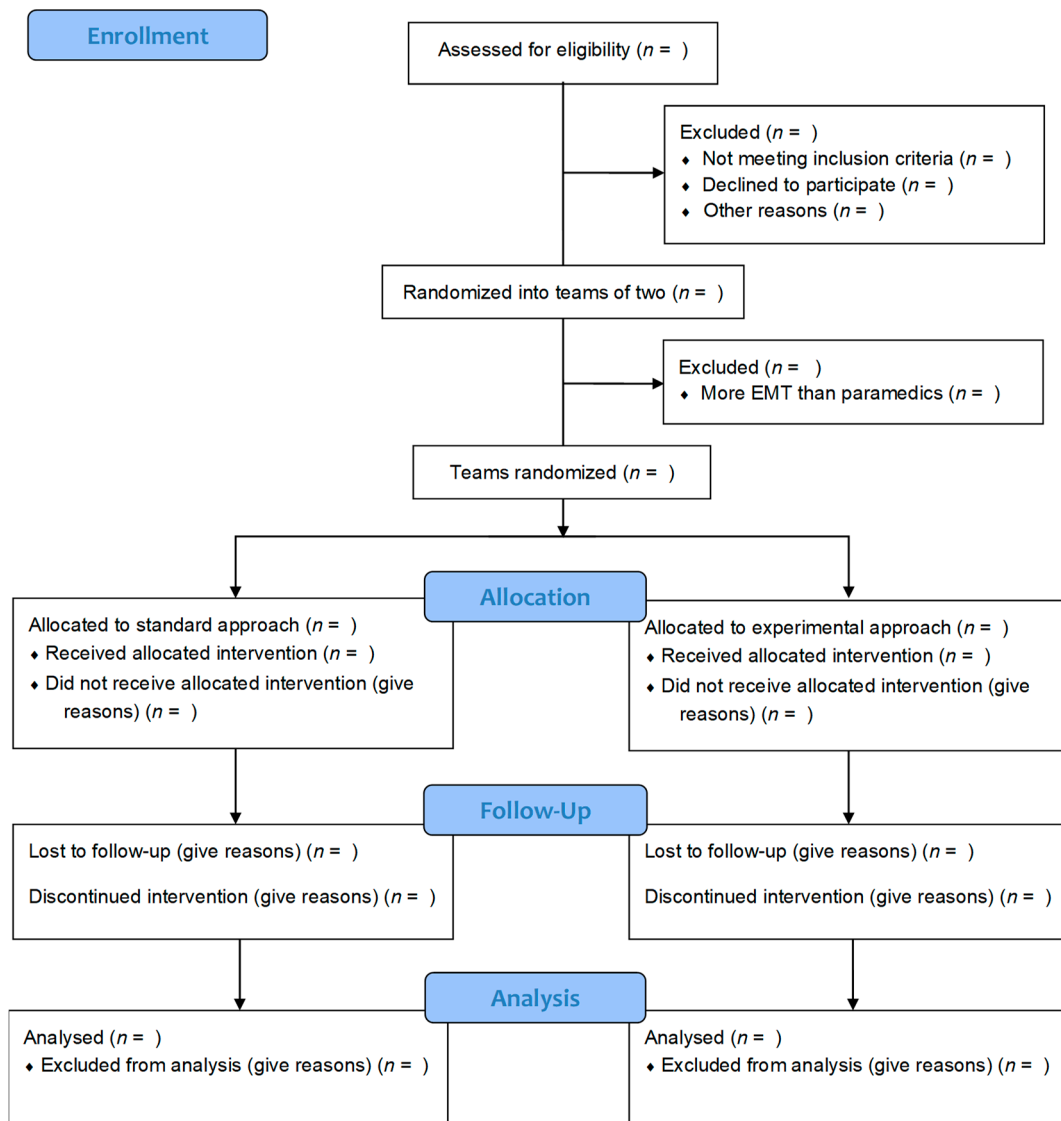 Enrollment
Assessed for eligibility (n = )
Excluded (n = )
♦ Not meeting inclusion criteria (n = )
♦ Declined to participate (n = )
♦ Other reasons (n = )
Randomized into teams of two (n = )
Excluded (n = )
♦ More EMT than paramedics (n = )
Teams randomized (n = )
Allocation
Allocated to standard approach (n = )
♦ Received allocated intervention (n = )
♦ Did not receive allocated intervention (give
reasons) (n = )
Allocated to experimental approach (n = )
♦ Received allocated intervention (n = )
♦ Did not receive allocated intervention (give
reasons) (n = )
Follow-Up
Lost to follow-up (give reasons) (n = )
Discontinued intervention (give reasons) (n = )
Lost to follow-up (give reasons) (n = )
Discontinued intervention (give reasons) (n = )
Analysis
Analysed (n = )
♦ Excluded from analysis (give reasons) (n = )
Analysed (n = )
♦ Excluded from analysis (give reasons) (n = )